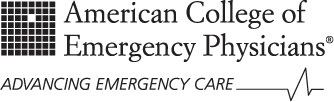 American College of
Emergency Physicians®
ADVANCING EMERGENCY CARE